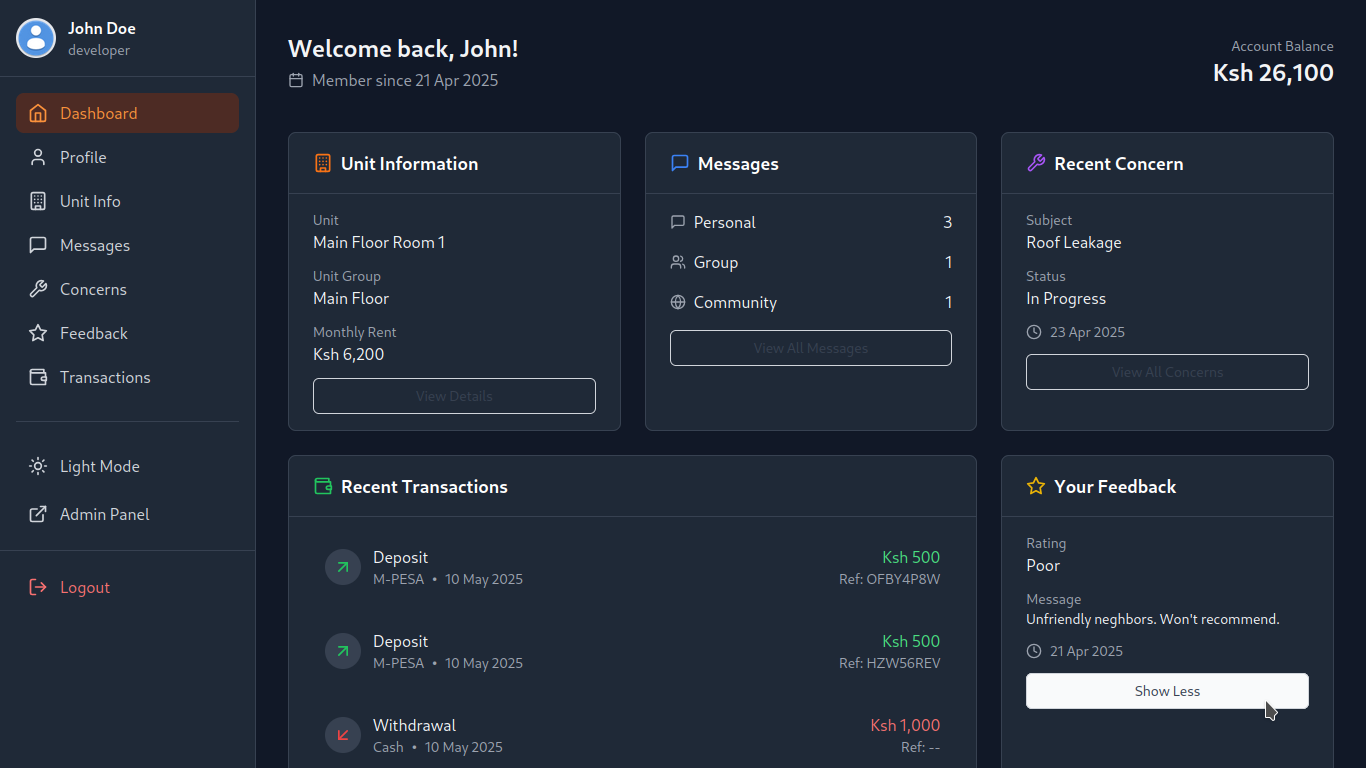 John Doe
developer
Dashboard
Profile
Unit Info
Messages
Concerns
Feedback
Transactions
Light Mode
Admin Panel
Logout
Welcome back, John!
Member since 21 Apr 2025
Account Balance
Ksh 26,100
Unit Information
Unit
Main Floor Room 1
Unit Group
Main Floor
Monthly Rent
Ksh 6,200
View Details
Messages
Personal 3
Group 1
Community 1
View All Messages
Recent Concern
Subject
Roof Leakage
Status
In Progress
23 Apr 2025
View All Concerns
Recent Transactions
Deposit Ksh 500
M-PESA • 10 May 2025 Ref: OFBY4P8W
Deposit Ksh 500
M-PESA • 10 May 2025 Ref: HZW56REV
Withdrawal Ksh 1,000
Cash • 10 May 2025 Ref: --
Your Feedback
Rating
Poor
Message
Unfriendly neghbors. Won't recommend.
21 Apr 2025
Show Less